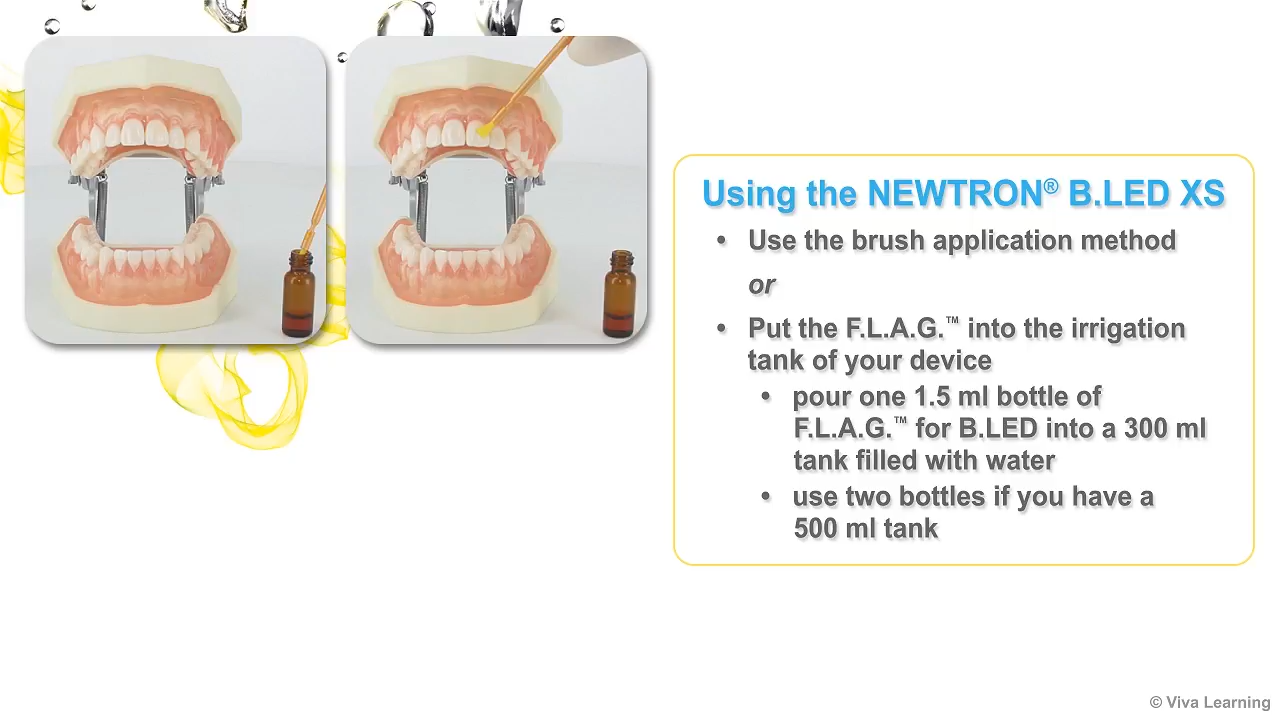 Using the NEWTRON® B.LED XS
• Use the brush application method
or
• Put the F.L.A.G.™ into the irrigation
tank of your device
• pour one 1.5 ml bottle of
F.L.A.G.™ for B.LED into a 300 ml
tank filled with water
• use two bottles if you have a
500 ml tank
© Viva Learning